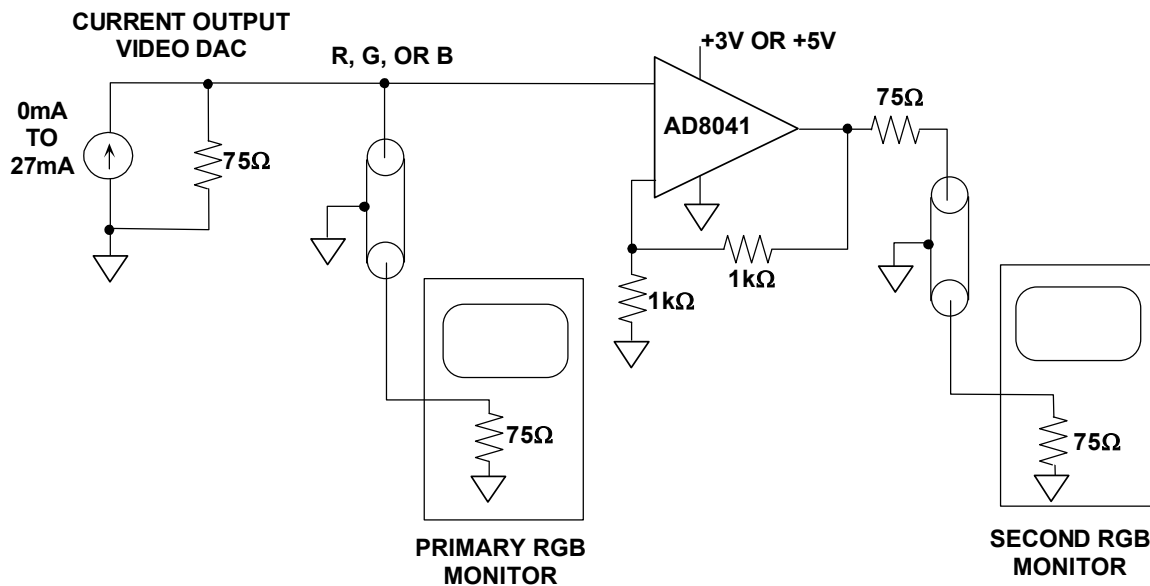 CURRENT OUTPUT
VIDEO DAC
R, G, OR B
+3V OR +5V
0mA
TO
27mA
75Ω
AD8041
75Ω
1kΩ
1kΩ
75Ω
75Ω
PRIMARY RGB
MONITOR
SECOND RGB
MONITOR